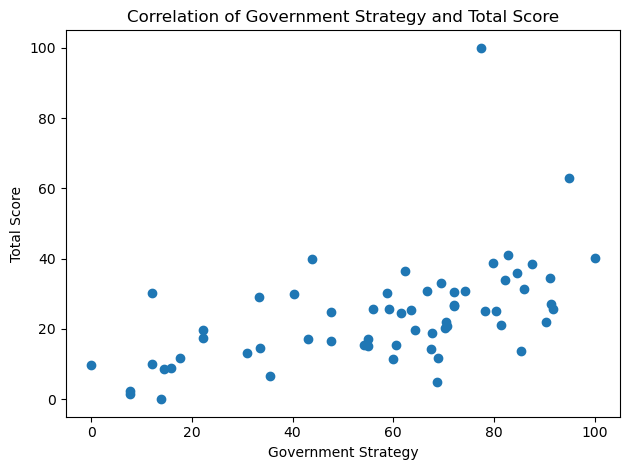 Correlation of Government Strategy and Total Score
100
80
60
40
20
0
Total Score
0 20 40 60 80 100
Government Strategy